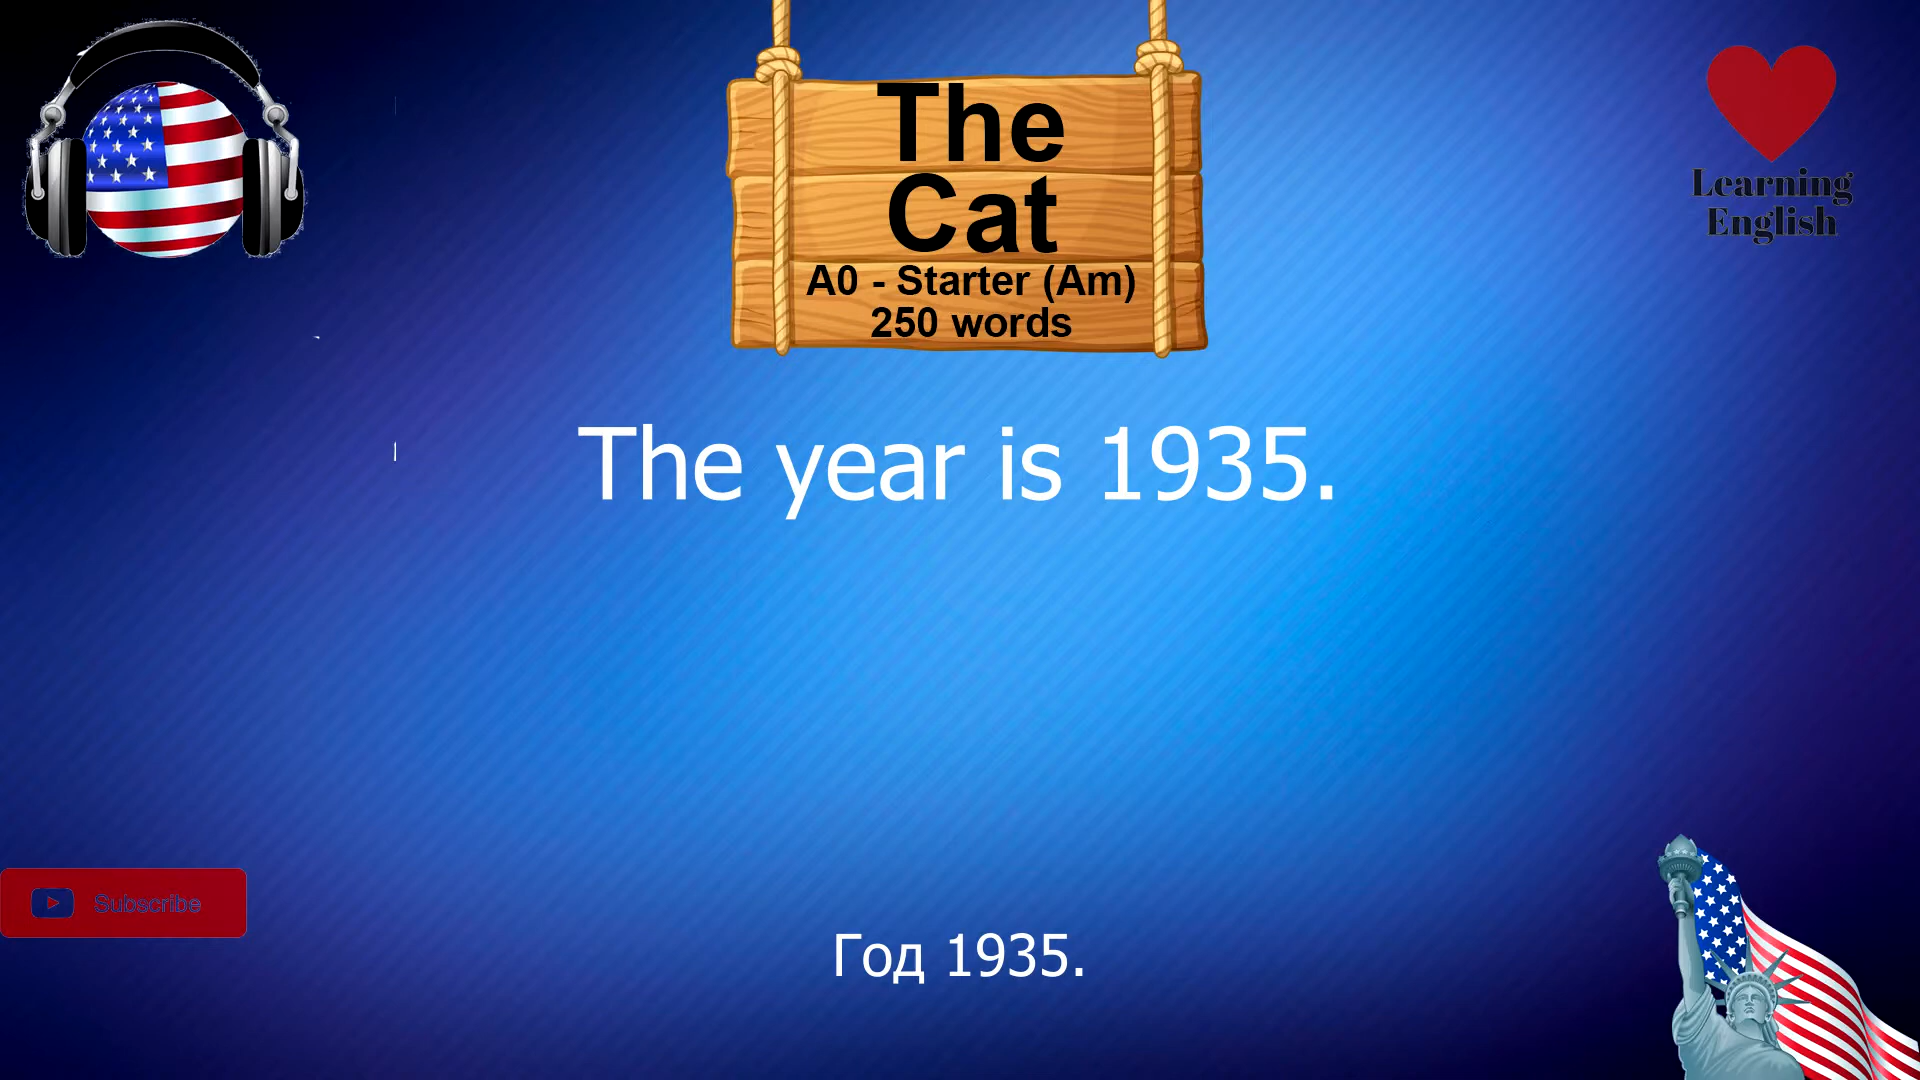 The
Cat
A0 - Starter (Am)
250 words
Learning
English
The year is 1935.
Subscribe
Год 1935.